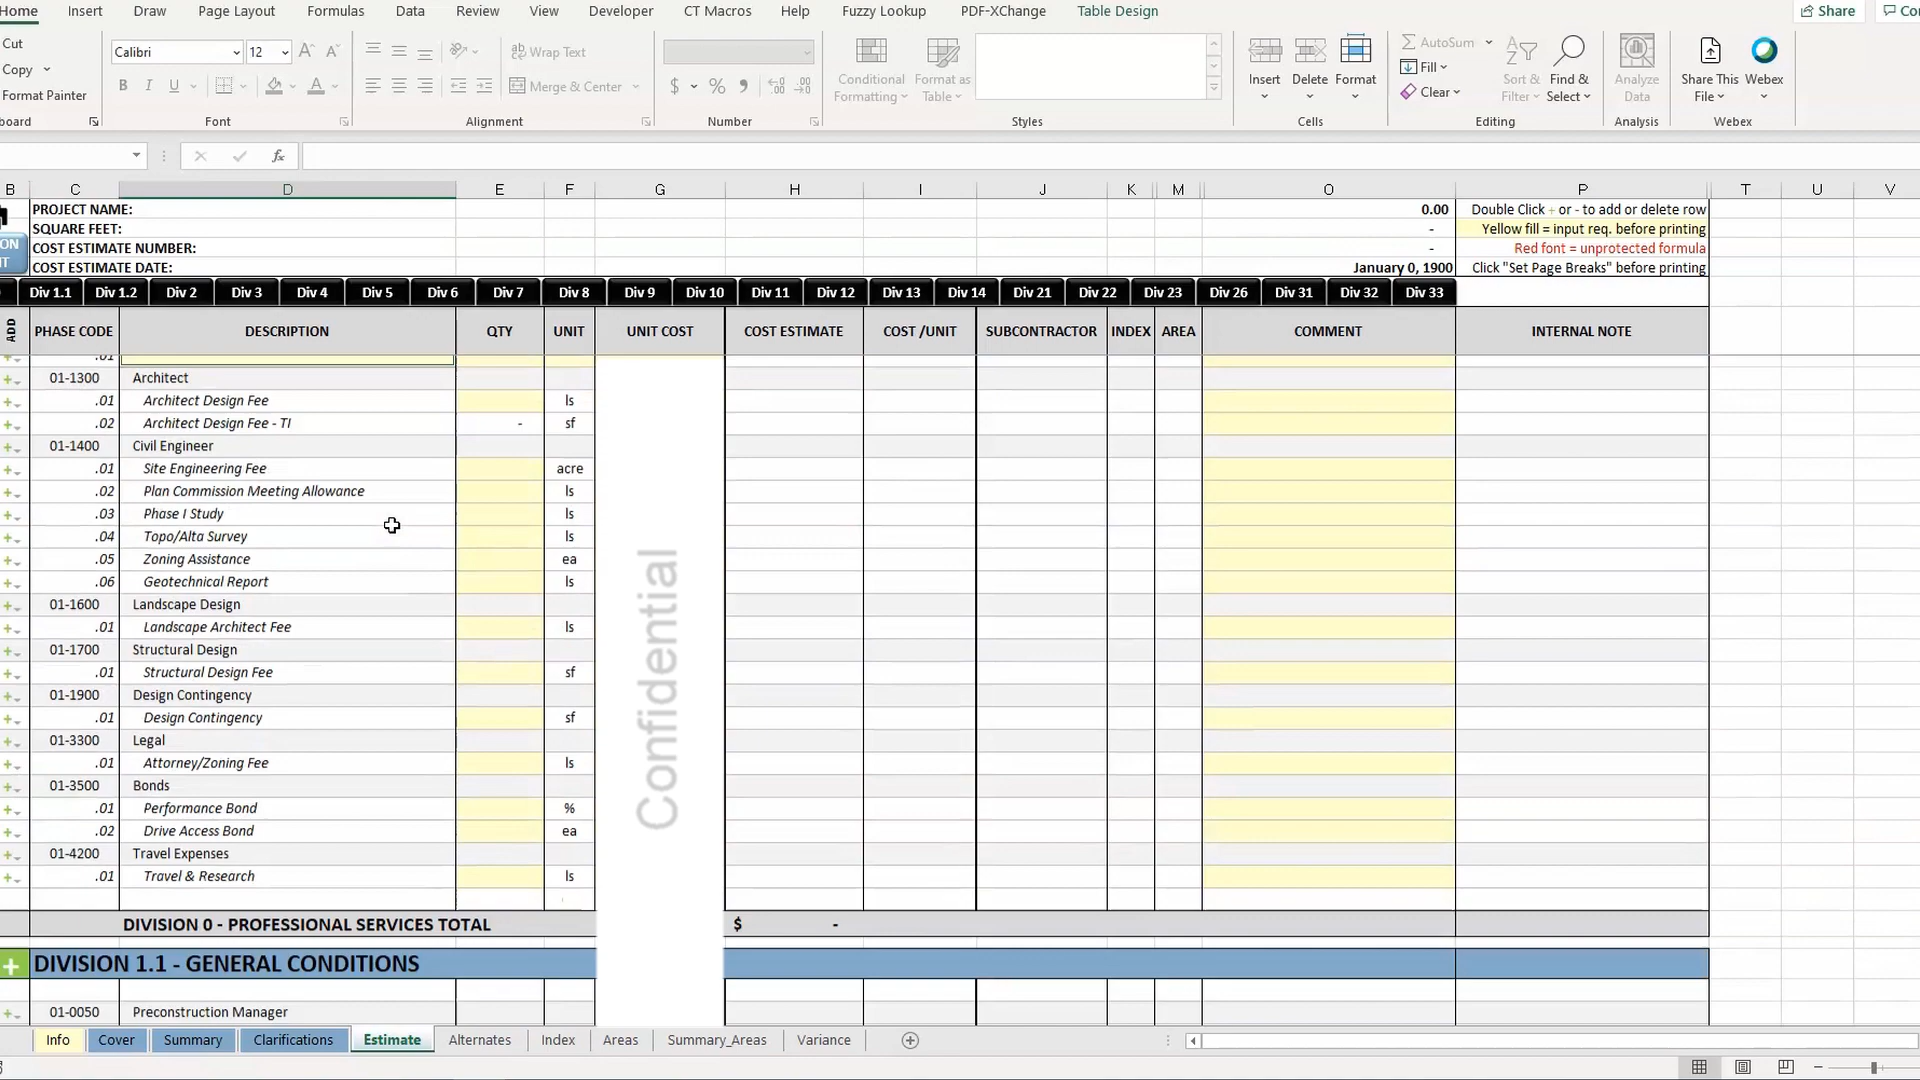 Home Insert Draw Page Layout Formulas Data Review View Developer CT Macros Help Fuzzy Lookup PDF-XChange Table Design Share
Cut
Copy
Format Painter
Calibri 12
B I U
Wrap Text
Merge & Center
$ %
Conditional Formatting
Format as Table
Insert Delete Format
AutoSum
Fill
Clear
Sort & Filter
Find & Select
Analyze Data
Share This File
Webex
Font Alignment Number Styles Cells Editing Analysis Webex
fx
B C D E F G H I J K M O P T U V
PROJECT NAME: 0.00 Double Click + or - to add or delete row
SQUARE FEET: - Yellow fill = input req. before printing
COST ESTIMATE NUMBER: - Red font = unprotected formula
COST ESTIMATE DATE: January 0, 1900 Click "Set Page Breaks" before printing
Div 1.1 Div 1.2 Div 2 Div 3 Div 4 Div 5 Div 6 Div 7 Div 8 Div 9 Div 10 Div 11 Div 12 Div 13 Div 14 Div 21 Div 22 Div 23 Div 26 Div 31 Div 32 Div 33
ADD PHASE CODE DESCRIPTION QTY UNIT UNIT COST COST ESTIMATE COST /UNIT SUBCONTRACTOR INDEX AREA COMMENT INTERNAL NOTE
.01
01-1300 Architect
.01 Architect Design Fee ls
.02 Architect Design Fee - TI - sf
01-1400 Civil Engineer
.01 Site Engineering Fee acre
.02 Plan Commission Meeting Allowance ls
.03 Phase I Study ls
.04 Topo/Alta Survey ls
.05 Zoning Assistance ea
.06 Geotechnical Report ls
01-1600 Landscape Design
.01 Landscape Architect Fee ls
01-1700 Structural Design
.01 Structural Design Fee sf
01-1900 Design Contingency
.01 Design Contingency sf
01-3300 Legal
.01 Attorney/Zoning Fee ls
01-3500 Bonds
.01 Performance Bond %
.02 Drive Access Bond ea
01-4200 Travel Expenses
.01 Travel & Research ls
Confidential
DIVISION 0 - PROFESSIONAL SERVICES TOTAL $ -
DIVISION 1.1 - GENERAL CONDITIONS
01-0050 Preconstruction Manager
Info Cover Summary Clarifications Estimate Alternates Index Areas Summary_Areas Variance